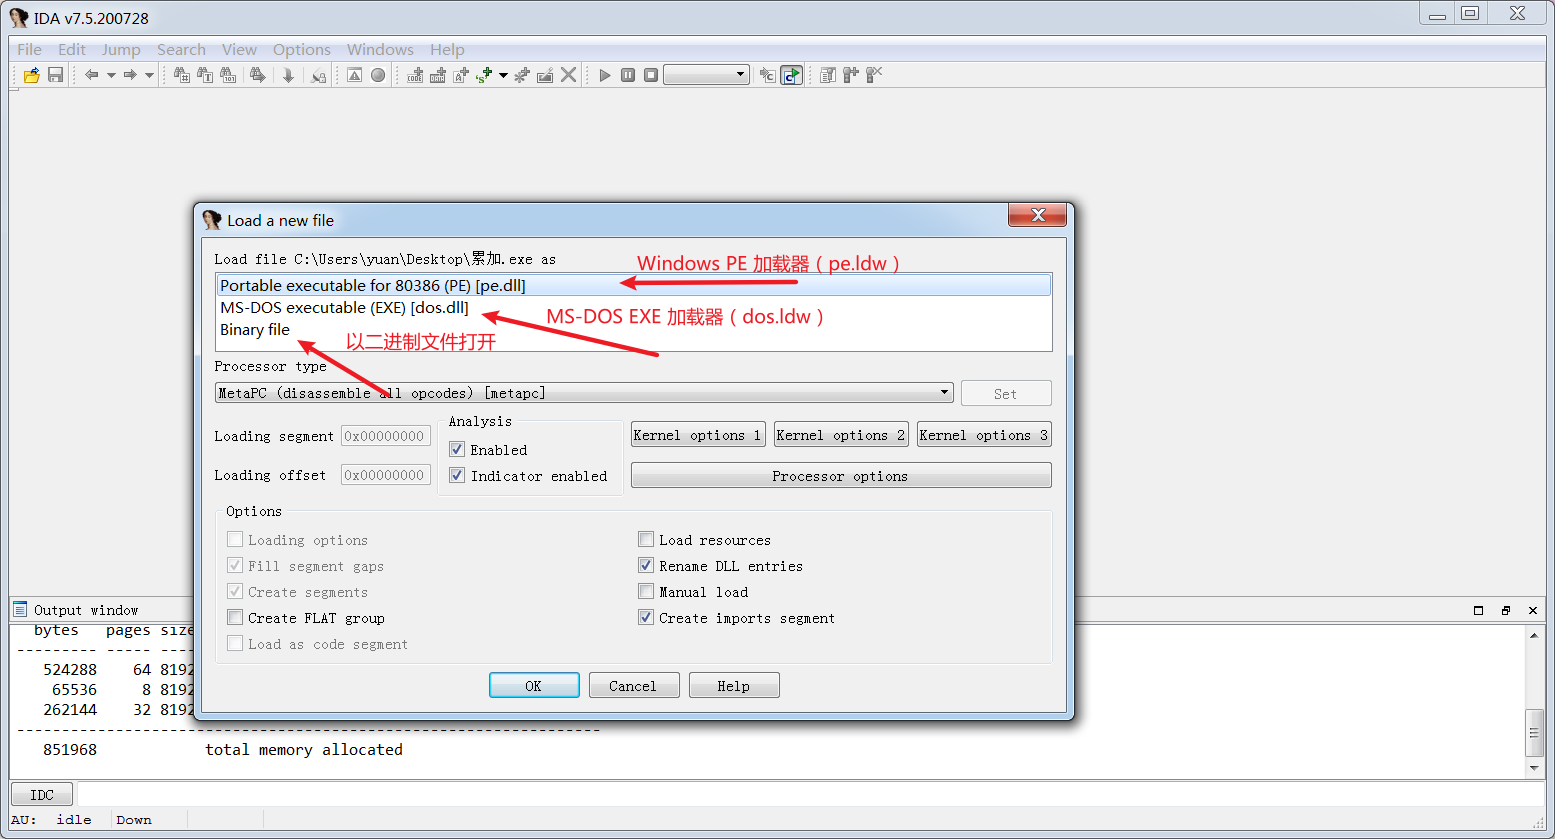 IDA v7.5.200728
File Edit Jump Search View Options Windows Help
Load a new file
Load file C:\Users\yuan\Desktop\累加.exe as
Windows PE 加载器（pe.ldw）
Portable executable for 80386 (PE) [pe.dll]
MS-DOS executable (EXE) [dos.dll]
MS-DOS EXE 加载器（dos.ldw）
Binary file
以二进制文件打开
Processor type
MetaPC (disassemble all opcodes) [metapc]
Set
Loading segment 0x00000000
Loading offset 0x00000000
Analysis
Enabled
Indicator enabled
Kernel options 1 Kernel options 2 Kernel options 3
Processor options
Options
Loading options
Fill segment gaps
Create segments
Create FLAT group
Load as code segment
Load resources
Rename DLL entries
Manual load
Create imports segment
OK Cancel Help
Output window
bytes pages size
--------- ----- ----
524288 64 8192
65536 8 8192
262144 32 8192
-----------------------------------------------------------------
851968 total memory allocated
IDC
AU: idle Down